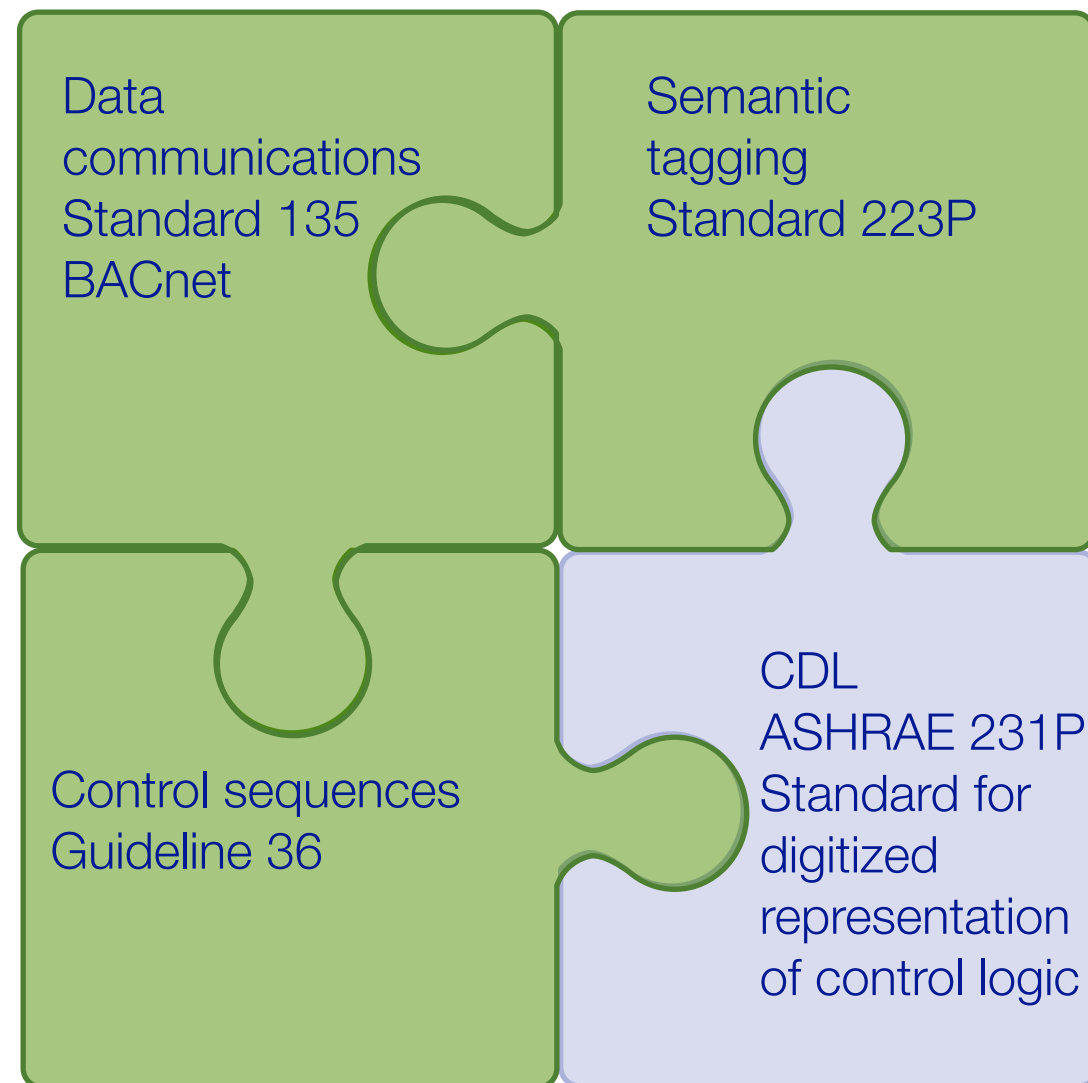 Data
communications
Standard 135
BACnet
Semantic
tagging
Standard 223P
Control sequences
Guideline 36
CDL
ASHRAE 231P
Standard for
digitized
representation
of control logic